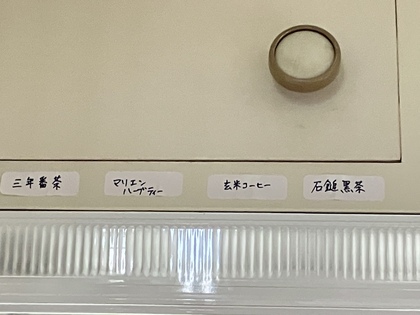 三年番茶
マリエン
ハーブティー
玄米コーヒー
石鎚黒茶